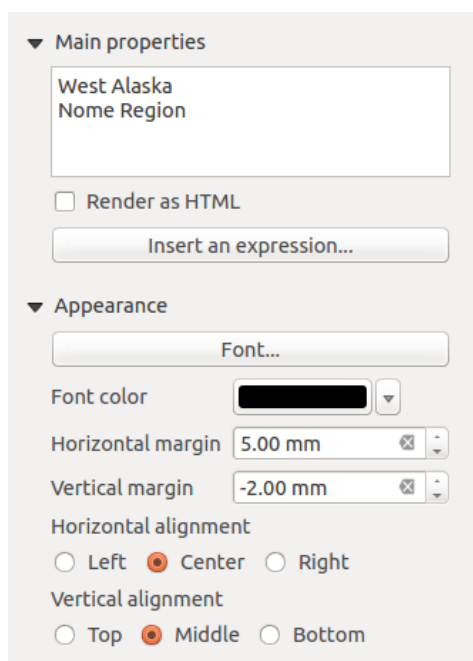 Main properties
West Alaska
Nome Region
Render as HTML
Insert an expression...
Appearance
Font...
Font color
Horizontal margin 5.00 mm
Vertical margin -2.00 mm
Horizontal alignment
Left Center Right
Vertical alignment
Top Middle Bottom